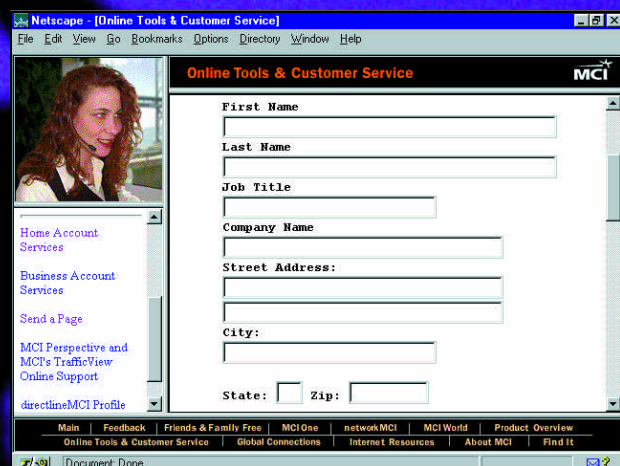 Netscape - [Online Tools & Customer Service]
File Edit View Go Bookmarks Options Directory Window Help
Online Tools & Customer Service
MCI
First Name
Last Name
Job Title
Company Name
Street Address:
City:
State: Zip:
Home Account
Services
Business Account
Services
Send a Page
MCI Perspective and
MCI's TrafficView
Online Support
directlineMCI Profile
Main | Feedback | Friends & Family Free | MCI One | networkMCI | MCI World | Product Overview
Online Tools & Customer Service | Global Connections | Internet Resources | About MCI | Find It
Document: Done